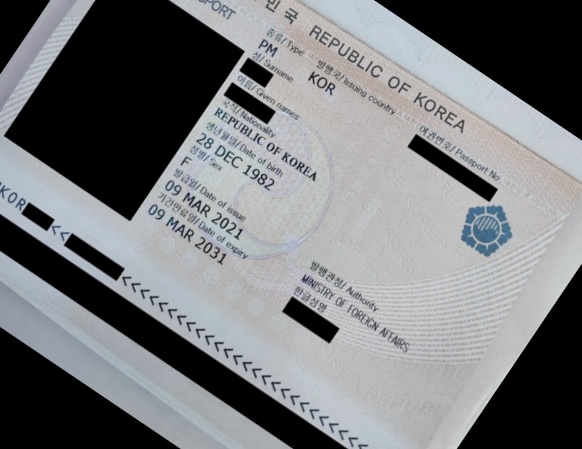 민국 REPUBLIC OF KOREA
PORT
종류/Type 발행국/Issuing country 여권번호/Passport No.
PM KOR
성/Surname
이름/Given names
국적/Nationality
REPUBLIC OF KOREA
생년월일/Date of birth
28 DEC 1982
성별/Sex
F
발급일/Date of issue
09 MAR 2021
기간만료일/Date of expiry
09 MAR 2031
발행관청/Authority
MINISTRY OF FOREIGN AFFAIRS
한글성명
KOR << <<<<<<<<<<<<<<<<<<<<<<<<<<